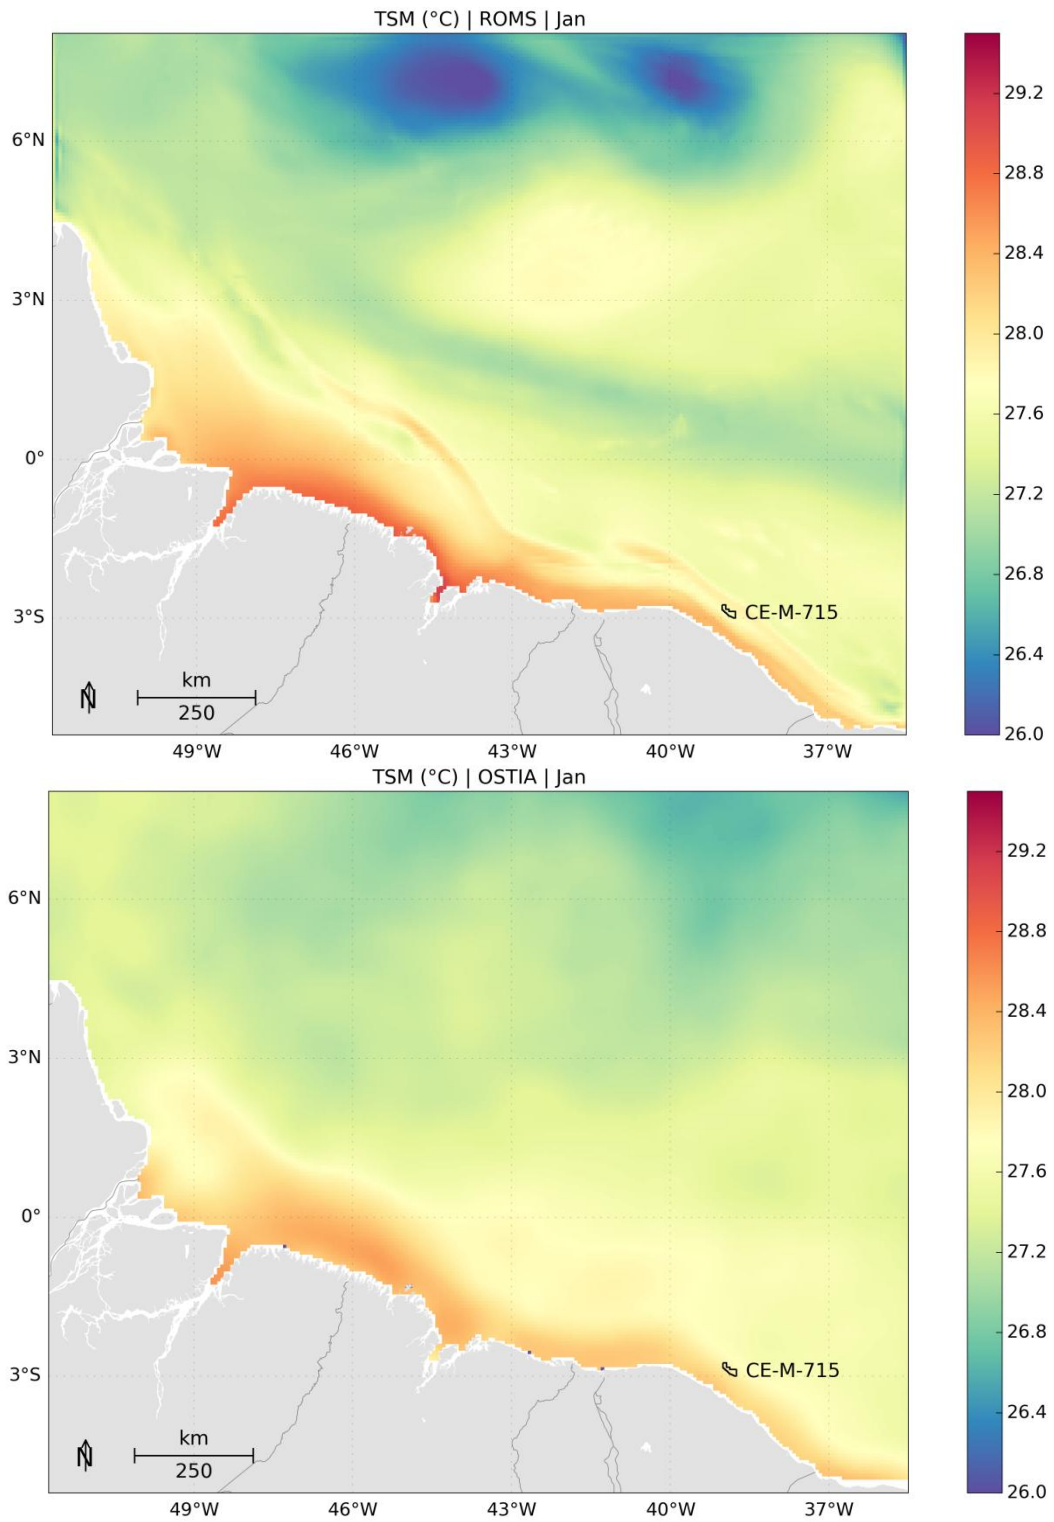 TSM (°C) | ROMS | Jan
29.2
6°N
28.8
28.4
3°N
28.0
27.6
0°
27.2
26.8
3°S
CE-M-715
km
N
26.4
250
26.0
49°W 46°W 43°W 40°W 37°W
TSM (°C) | OSTIA | Jan
29.2
6°N
28.8
28.4
3°N
28.0
27.6
0°
27.2
26.8
3°S
CE-M-715
26.4
km
N
250
26.0
49°W 46°W 43°W 40°W 37°W